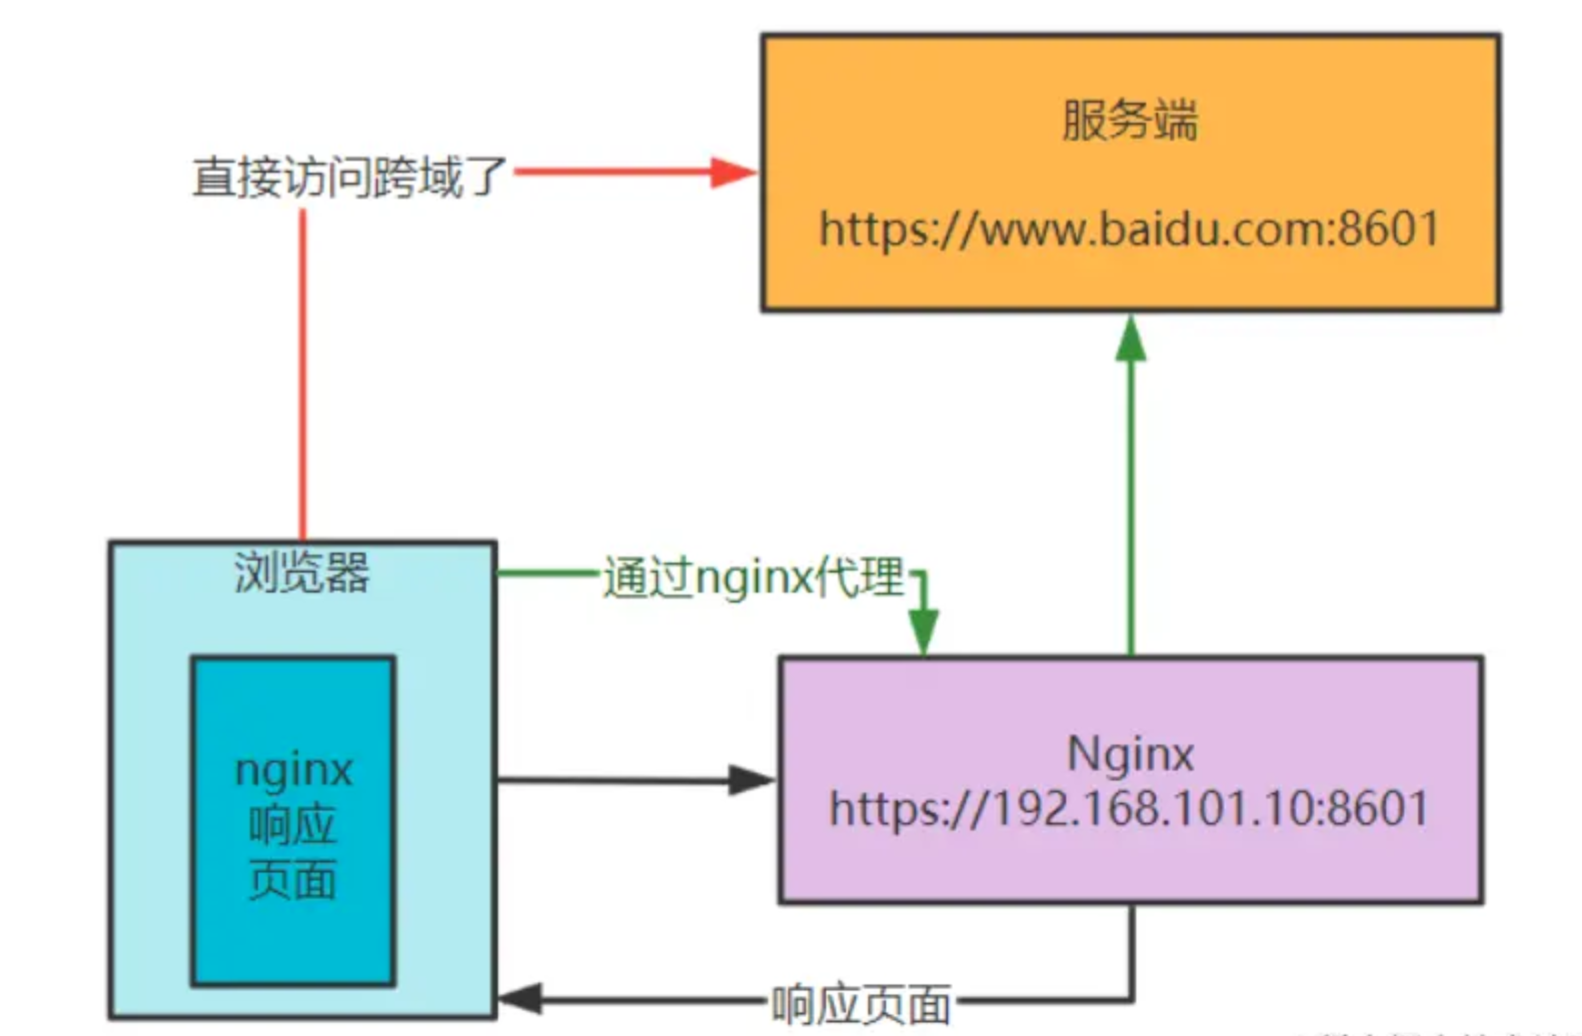 服务端
直接访问跨域了
https://www.baidu.com:8601
浏览器
通过nginx代理
nginx
响应
页面
Nginx
https://192.168.101.10:8601
响应页面